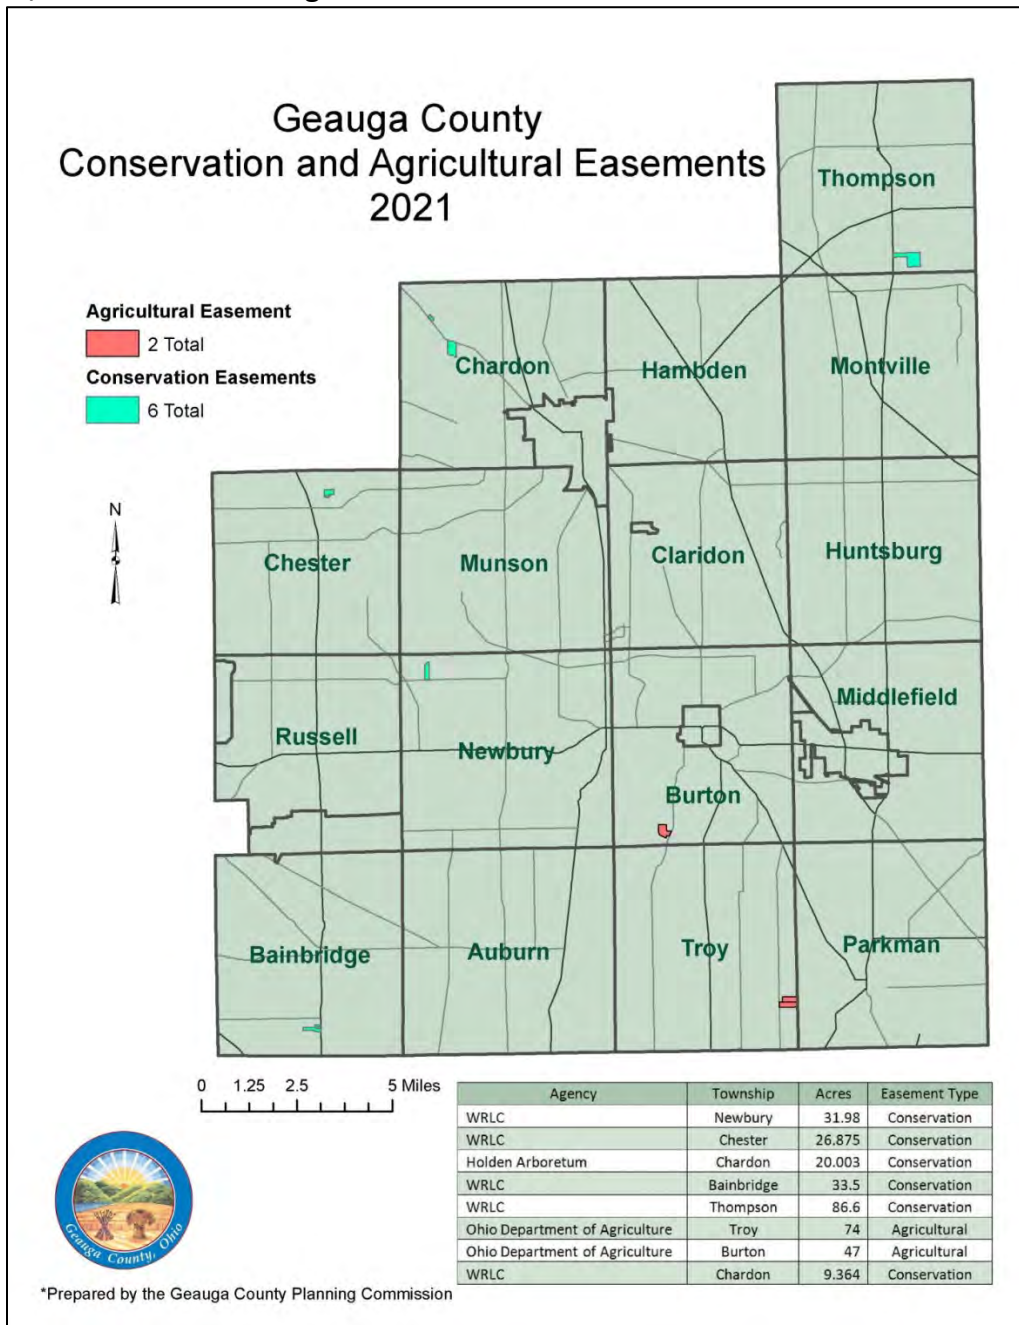 Geauga County
Conservation and Agricultural Easements
2021
Thompson
Agricultural Easement
2 Total
Conservation Easements
6 Total
Chardon
Hambden
Montville
N
Chester
Munson
Claridon
Huntsburg
Russell
Newbury
Middlefield
Burton
Bainbridge
Auburn
Troy
Parkman
0 1.25 2.5 5 Miles
Agency Township Acres Easement Type
WRLC Newbury 31.98 Conservation
WRLC Chester 26.875 Conservation
Holden Arboretum Chardon 20.003 Conservation
WRLC Bainbridge 33.5 Conservation
WRLC Thompson 86.6 Conservation
Ohio Department of Agriculture Troy 74 Agricultural
Ohio Department of Agriculture Burton 47 Agricultural
WRLC Chardon 9.364 Conservation
Geauga County, Ohio
*Prepared by the Geauga County Planning Commission